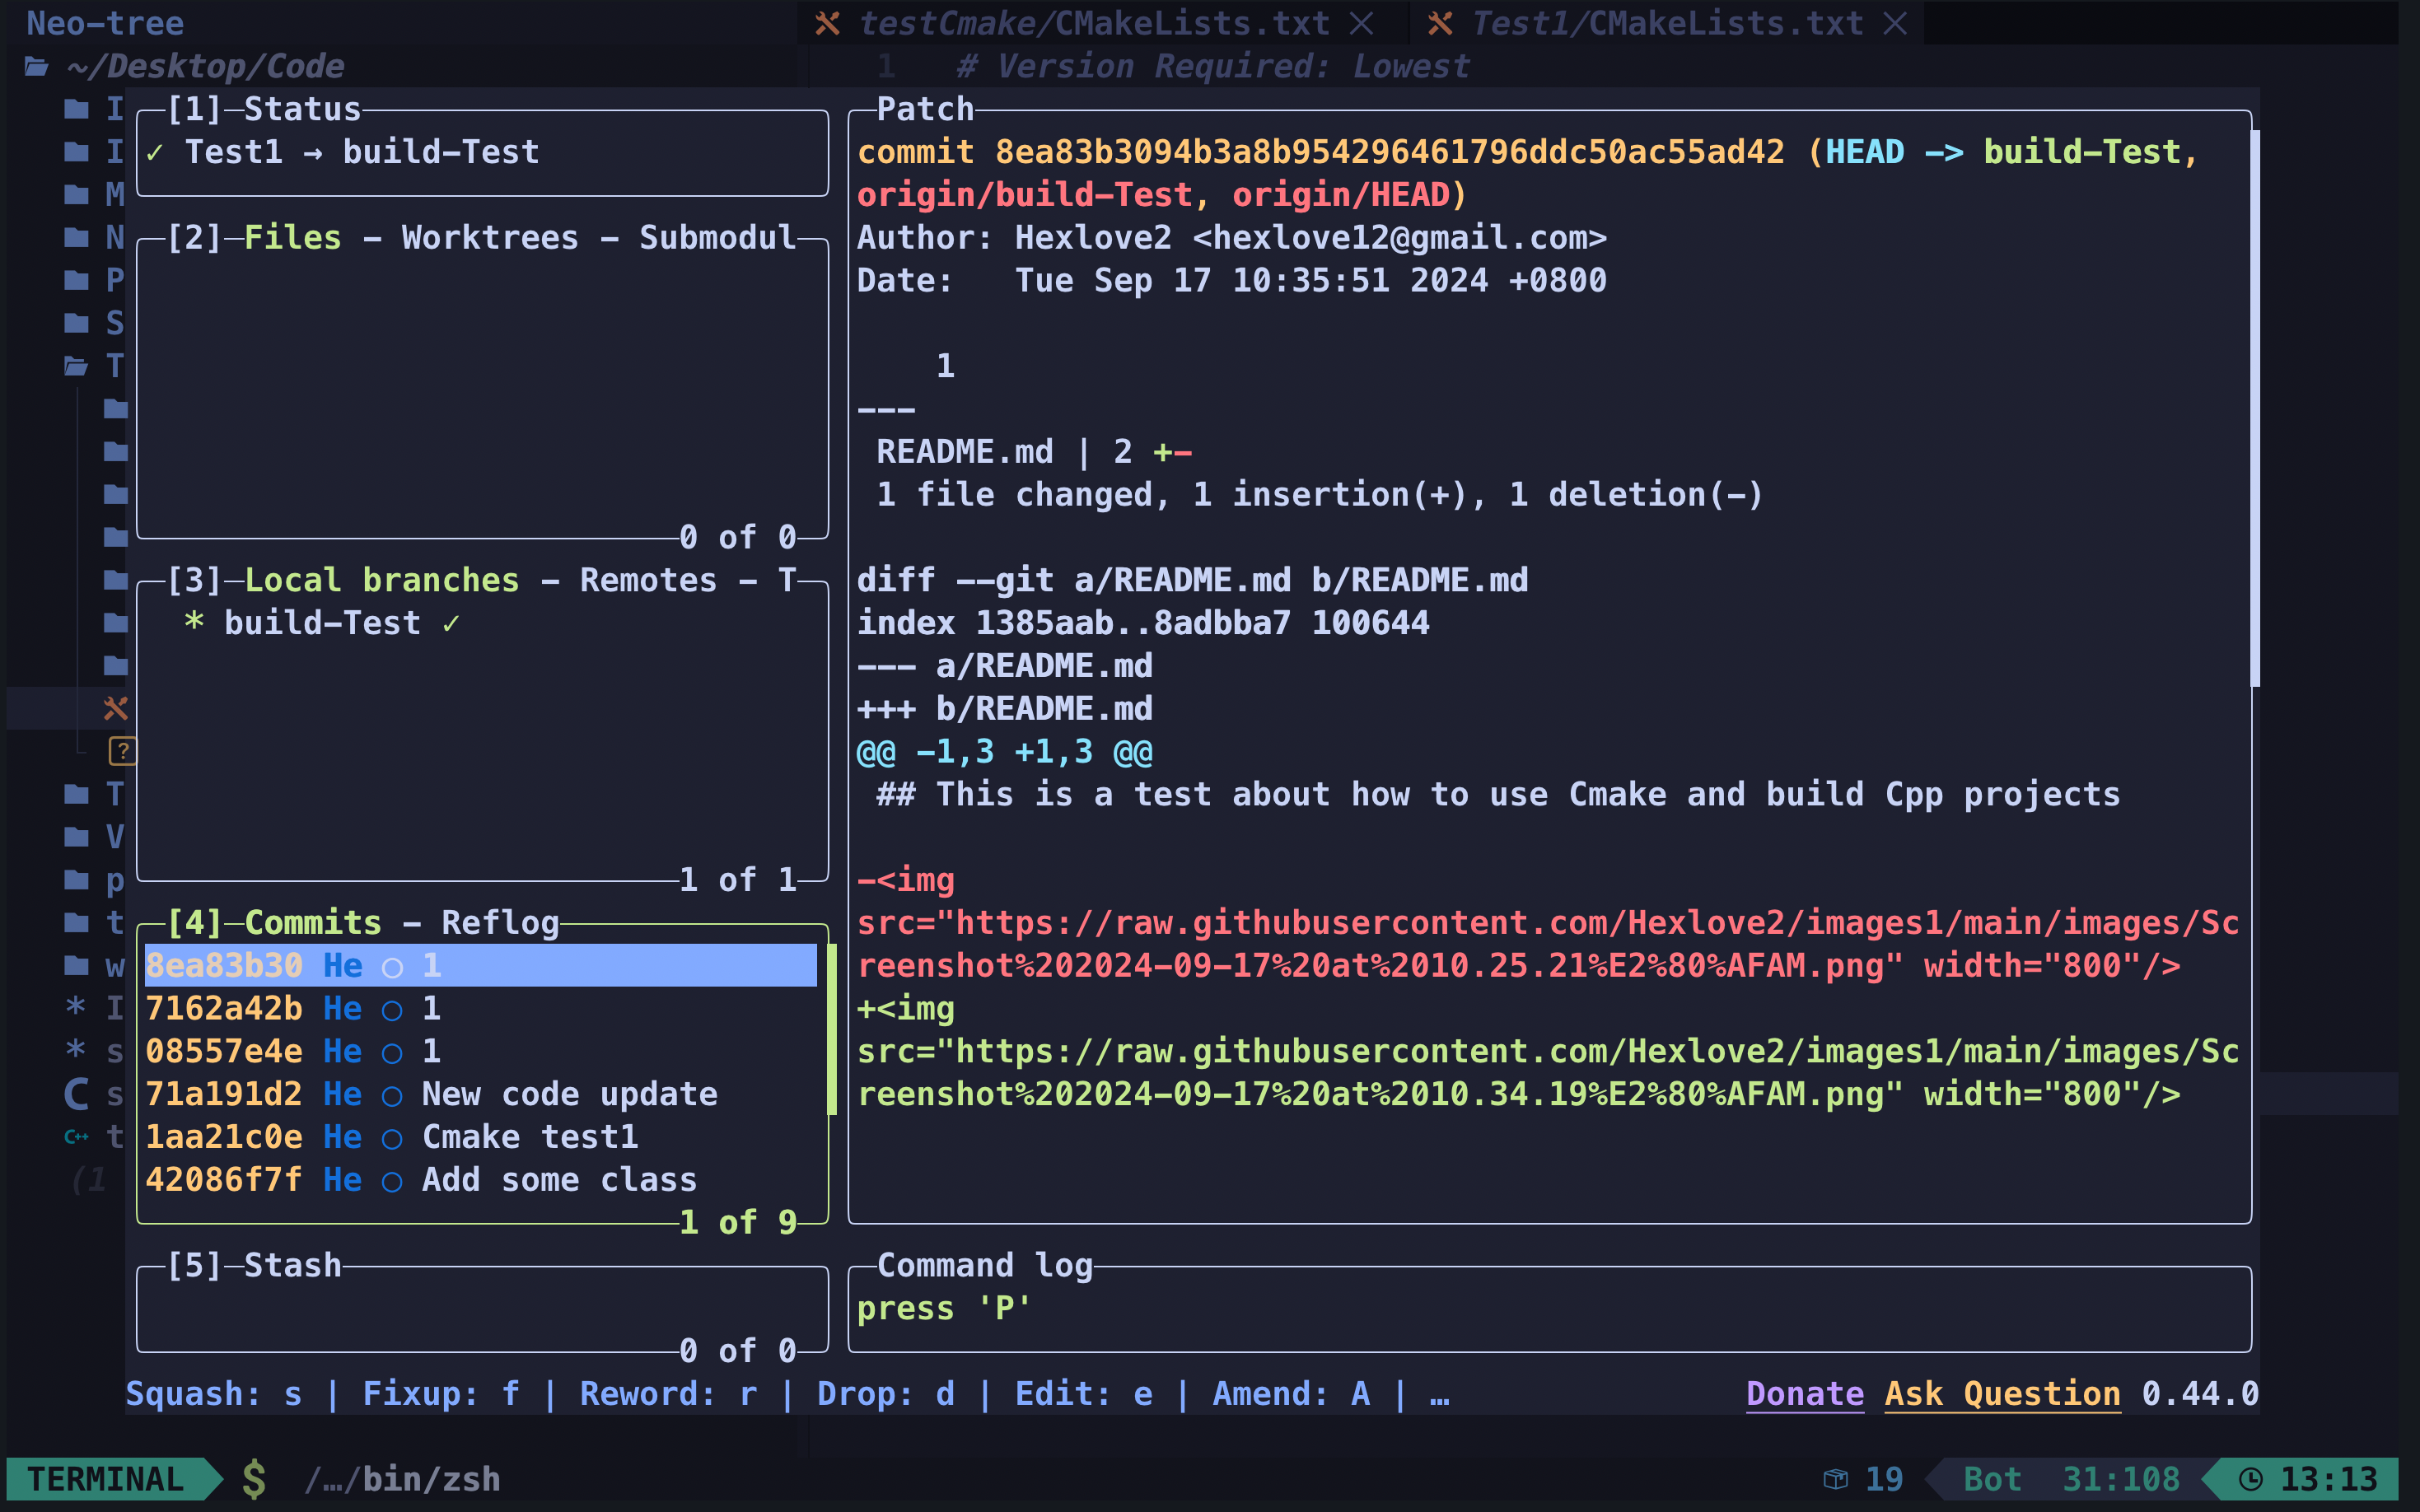 Neo-tree
testCmake/CMakeLists.txt
Test1/CMakeLists.txt
~/Desktop/Code
1 # Version Required: Lowest
I
I
M
N
P
S
T
T
V
p
t
w
I
s
s
t
(1
[1]─Status
✓ Test1 → build-Test
[2]─Files - Worktrees - Submodul
0 of 0
[3]─Local branches - Remotes - T
* build-Test ✓
1 of 1
[4]─Commits - Reflog
8ea83b30 He ○ 1
7162a42b He ○ 1
08557e4e He ○ 1
71a191d2 He ○ New code update
1aa21c0e He ○ Cmake test1
42086f7f He ○ Add some class
1 of 9
[5]─Stash
0 of 0
Patch
commit 8ea83b3094b3a8b954296461796ddc50ac55ad42 (HEAD -> build-Test,
origin/build-Test, origin/HEAD)
Author: Hexlove2 <hexlove12@gmail.com>
Date:   Tue Sep 17 10:35:51 2024 +0800
1
---
README.md | 2 +-
1 file changed, 1 insertion(+), 1 deletion(-)
diff --git a/README.md b/README.md
index 1385aab..8adbba7 100644
--- a/README.md
+++ b/README.md
@@ -1,3 +1,3 @@
## This is a test about how to use Cmake and build Cpp projects
-<img
src="https://raw.githubusercontent.com/Hexlove2/images1/main/images/Sc
reenshot%202024-09-17%20at%2010.25.21%E2%80%AFAM.png" width="800"/>
+<img
src="https://raw.githubusercontent.com/Hexlove2/images1/main/images/Sc
reenshot%202024-09-17%20at%2010.34.19%E2%80%AFAM.png" width="800"/>
Command log
press 'P'
Squash: s | Fixup: f | Reword: r | Drop: d | Edit: e | Amend: A | …
Donate Ask Question 0.44.0
TERMINAL $ /…/bin/zsh
19 Bot 31:108 13:13